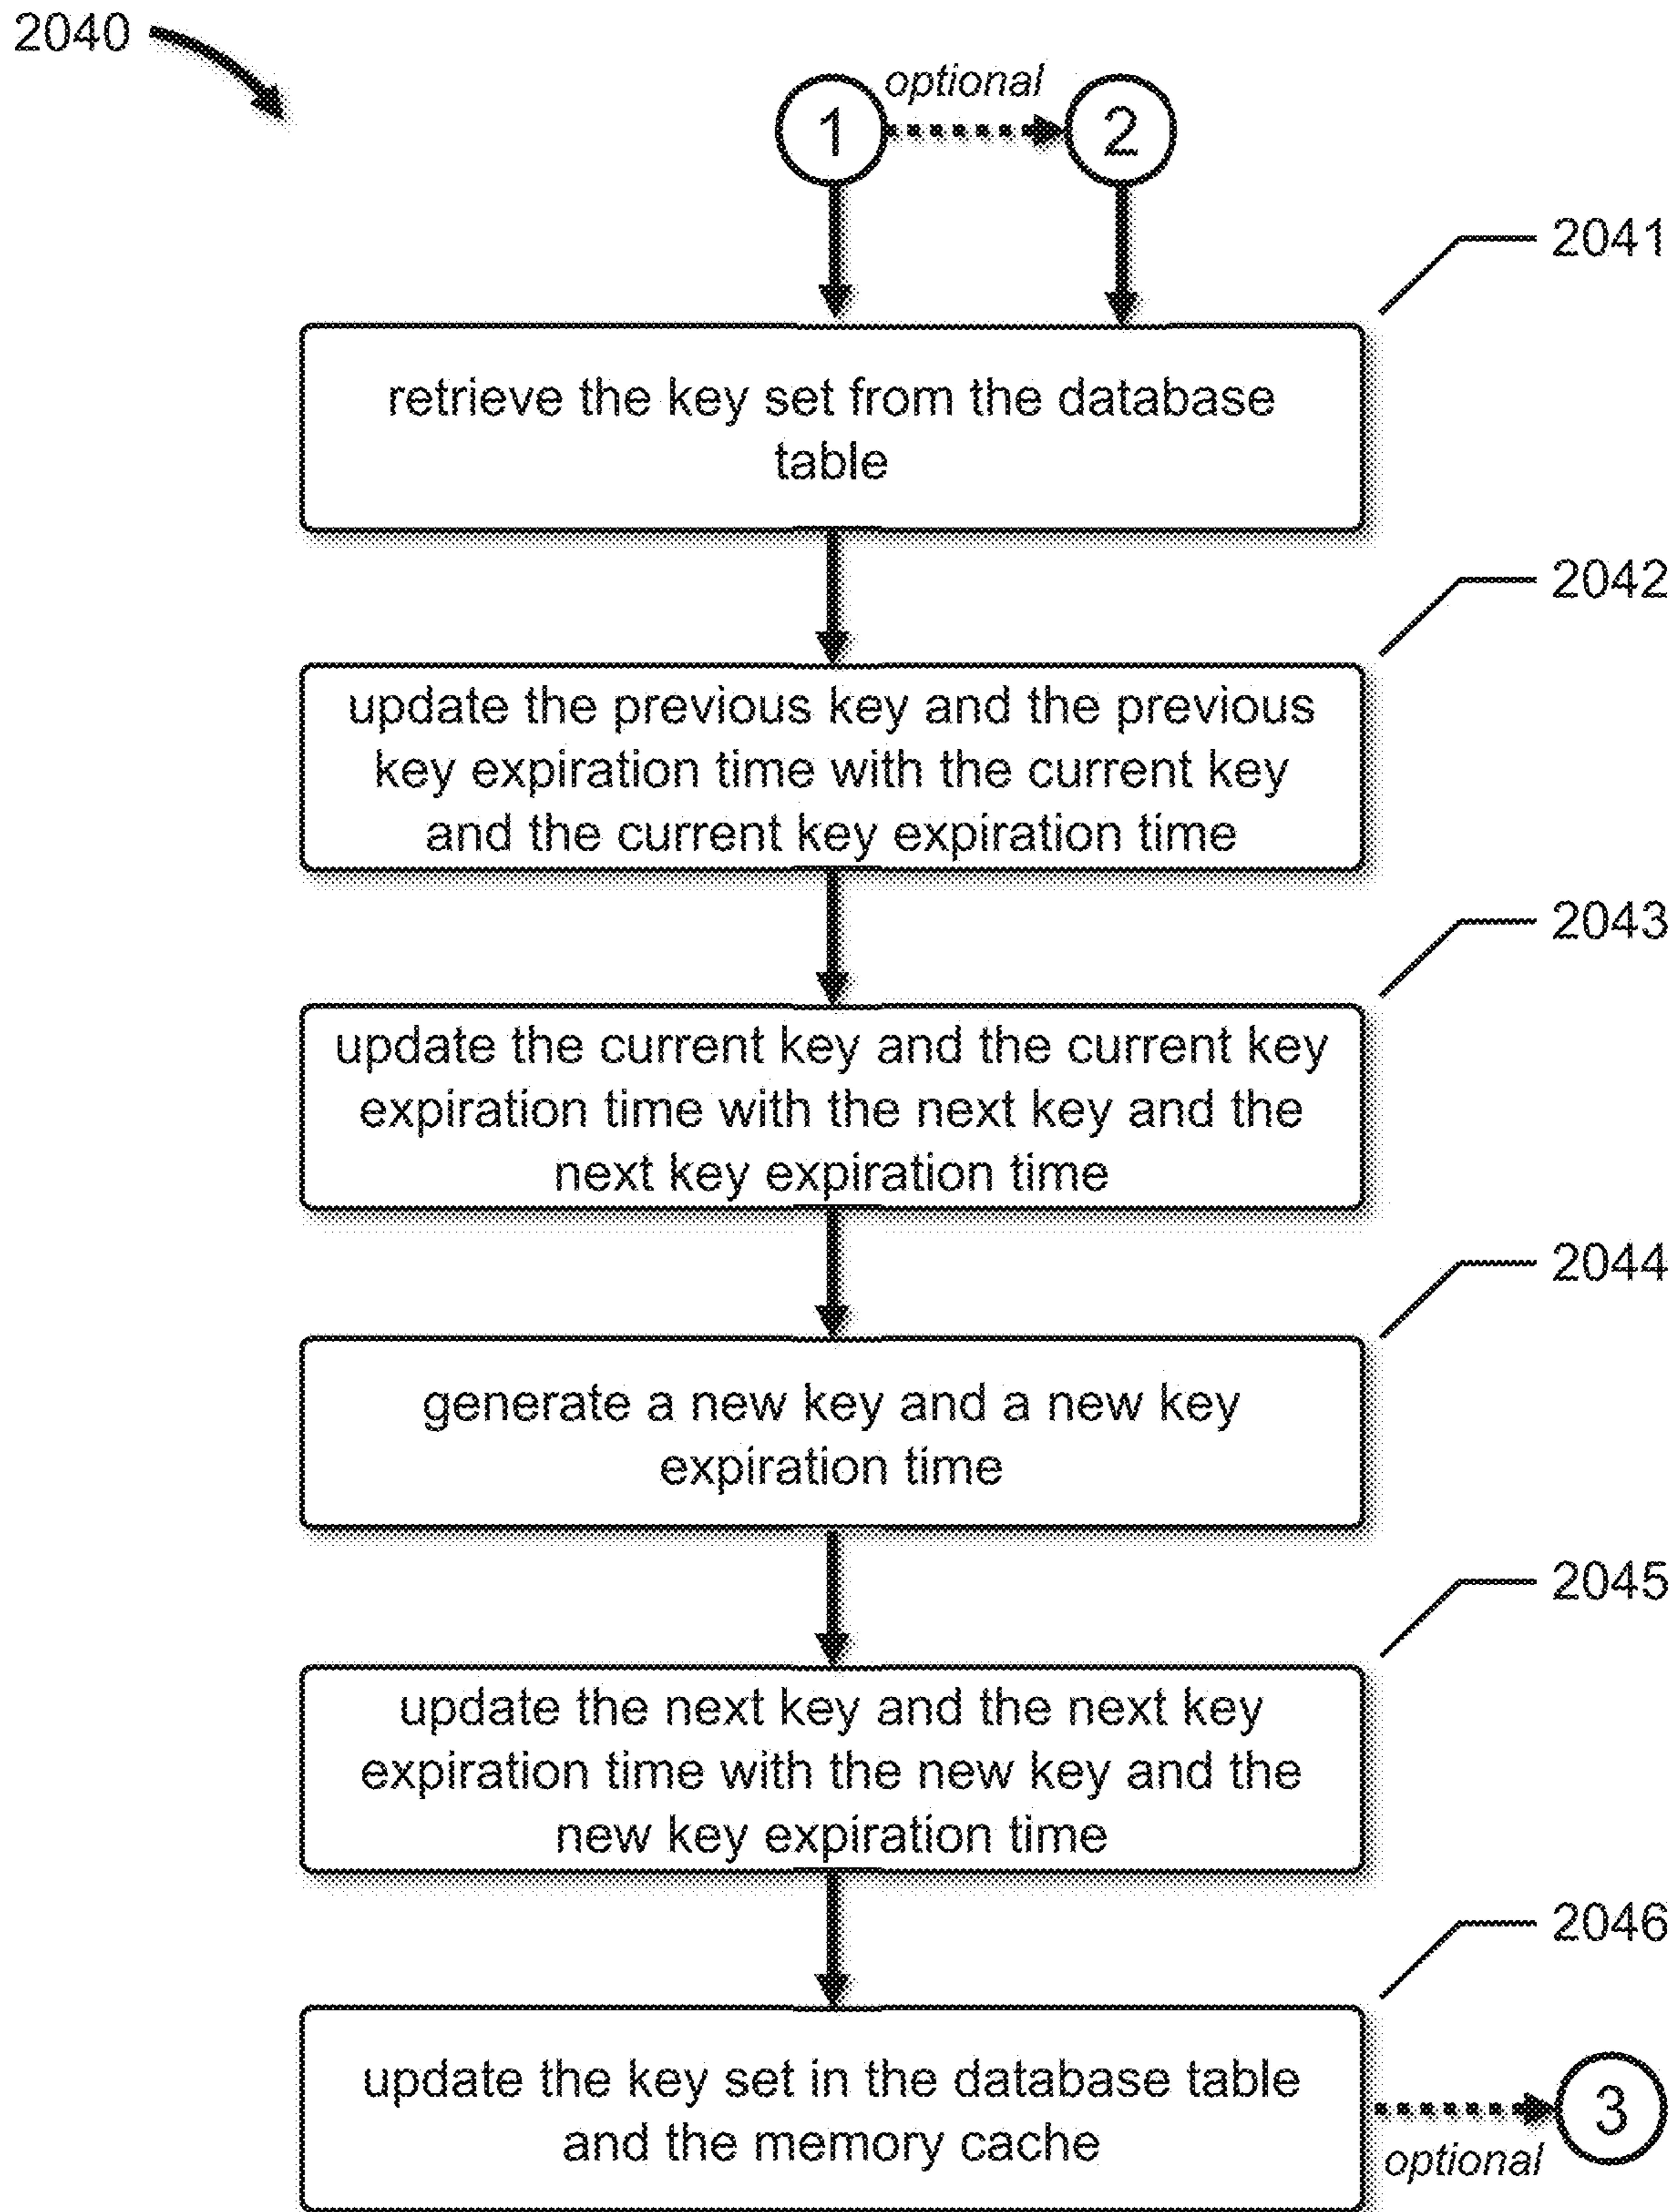 2040
optional
1
2
2041
retrieve the key set from the database
table
2042
update the previous key and the previous
key expiration time with the current key
and the current key expiration time
2043
update the current key and the current key
expiration time with the next key and the
next key expiration time
2044
generate a new key and a new key
expiration time
2045
update the next key and the next key
expiration time with the new key and the
new key expiration time
2046
update the key set in the database table
and the memory cache
3
optional